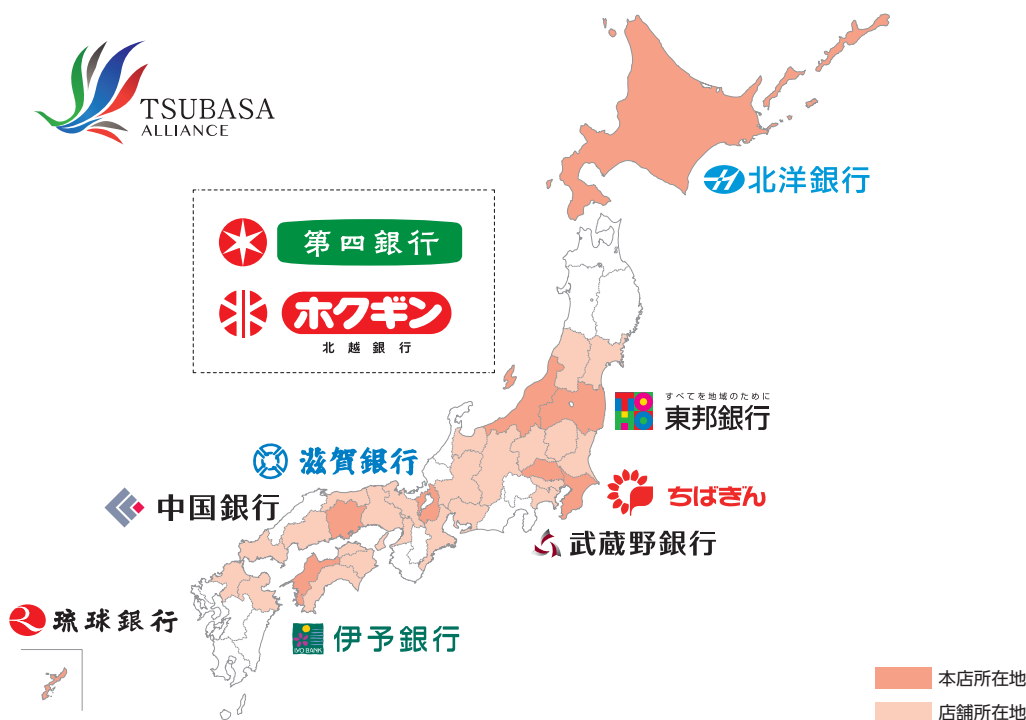 TSUBASA
ALLIANCE
北洋銀行
第四銀行
ホクギン
北越銀行
すべてを地域のために
TOHO
東邦銀行
滋賀銀行
ちばぎん
中国銀行
武蔵野銀行
琉球銀行
IYO BANK
伊予銀行
本店所在地
店舗所在地